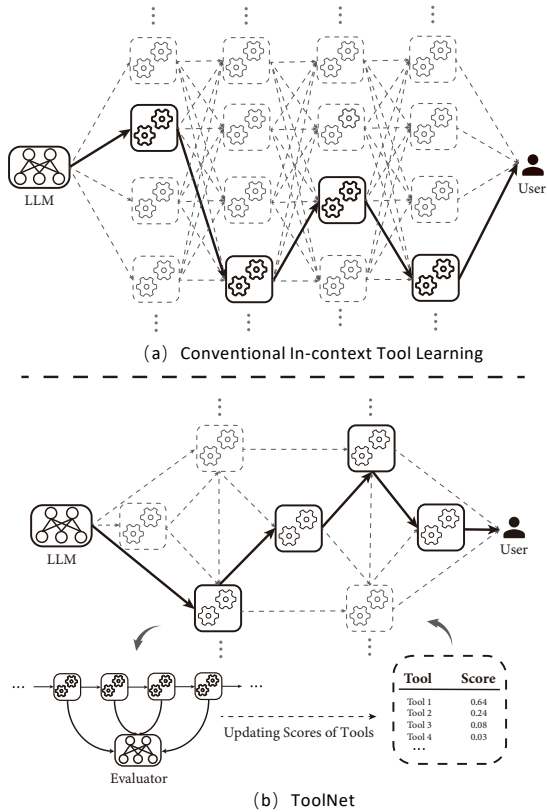 LLM
User
(a) Conventional In-context Tool Learning
LLM
User
Tool Score
Tool 1 0.64
Tool 2 0.24
Tool 3 0.08
Tool 4 0.03
...
Updating Scores of Tools
Evaluator
(b) ToolNet